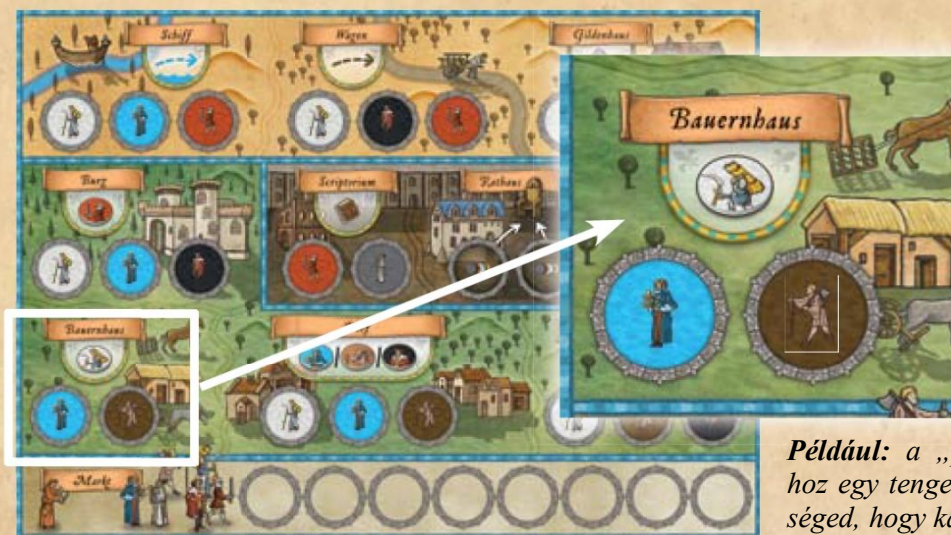 Schiff
Wagen
Gildenhaus
Burg
Scriptorium
Rathaus
Bauernhaus
Markt
Bauernhaus
Például: a „
hoz egy tenge
séged, hogy k